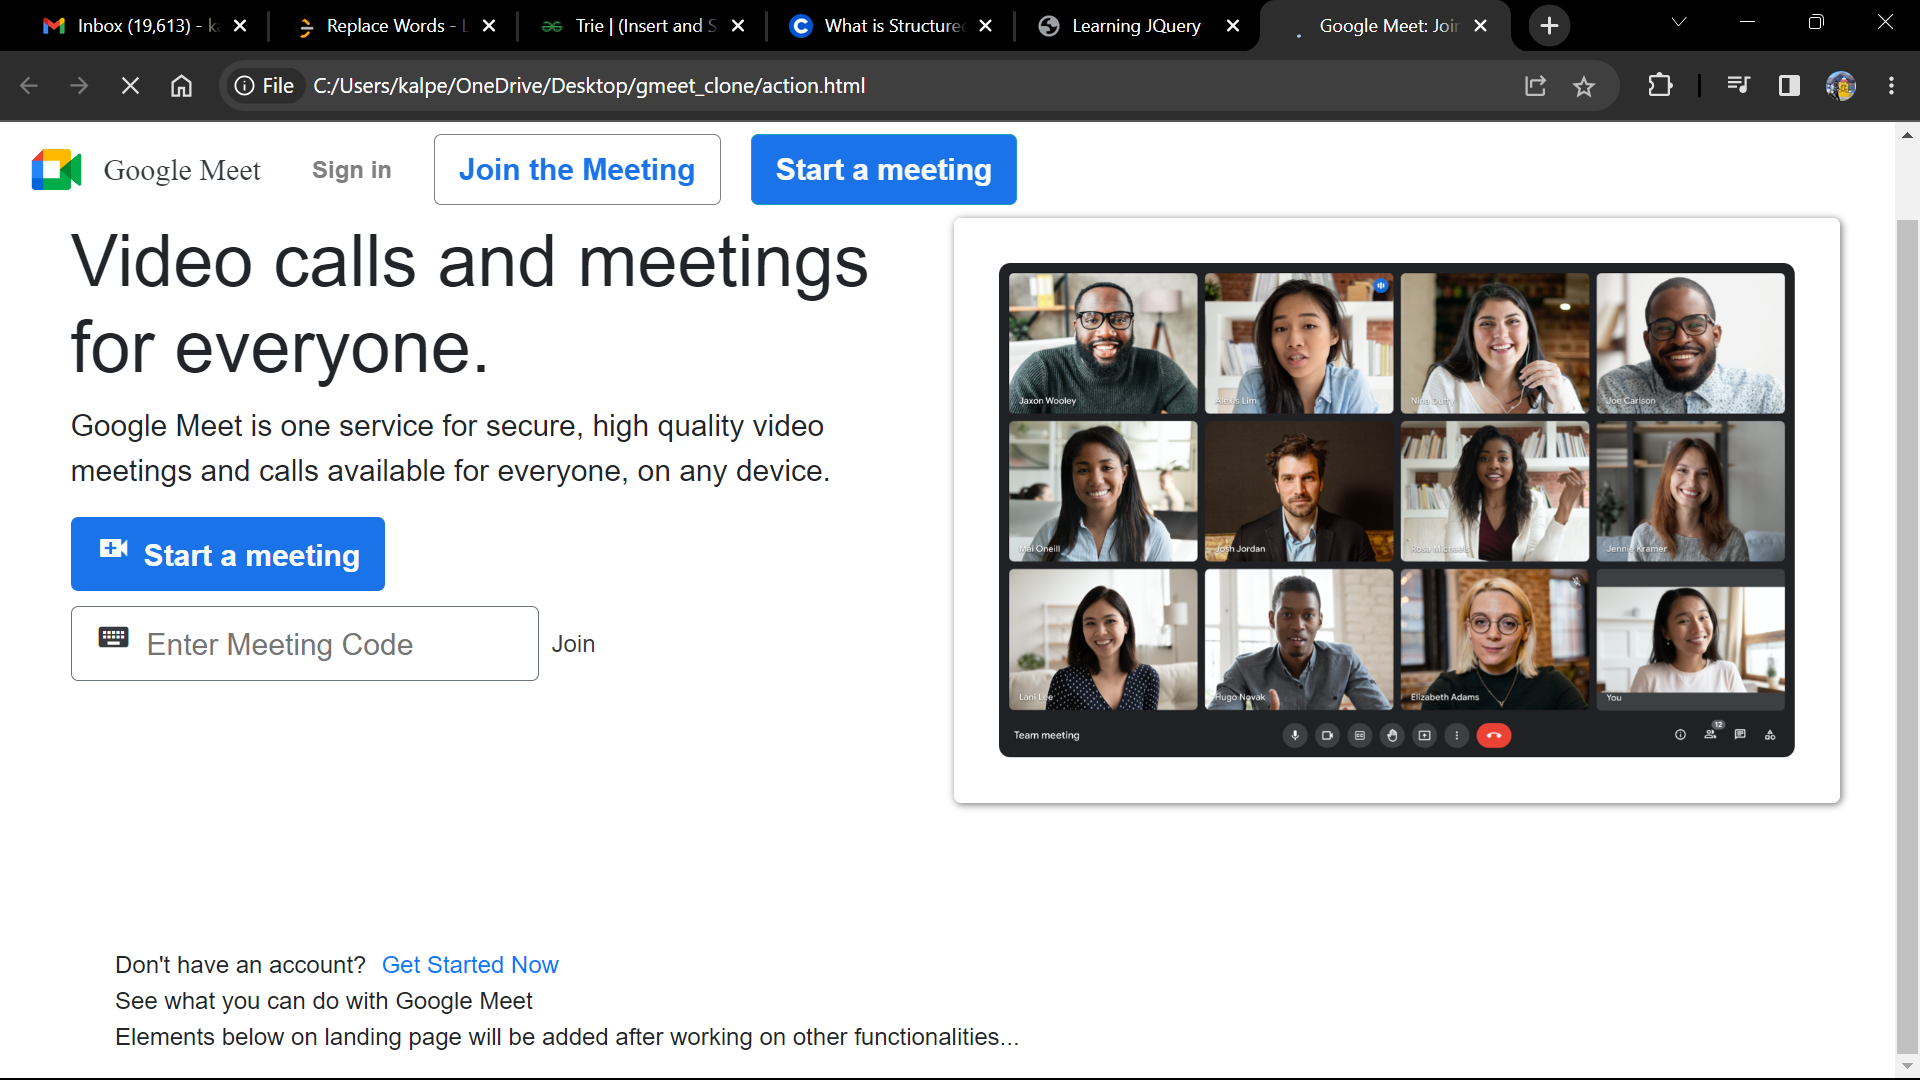 Inbox (19,613) - k
Replace Words - L
Trie | (Insert and S
What is Structured
Learning JQuery
Google Meet: Join
File
C:/Users/kalpe/OneDrive/Desktop/gmeet_clone/action.html
Google Meet
Sign in
Join the Meeting
Start a meeting
Video calls and meetings
for everyone.
Google Meet is one service for secure, high quality video
meetings and calls available for everyone, on any device.
Start a meeting
Enter Meeting Code
Join
Jaxon Wooley
Alexis Lim
Nina Duffy
Joe Carlson
Mai Oneill
Josh Jordan
Rosa Michaels
Jennie Kramer
Lani Lee
Hugo Novak
Elizabeth Adams
You
Team meeting
12
Don't have an account? Get Started Now
See what you can do with Google Meet
Elements below on landing page will be added after working on other functionalities...